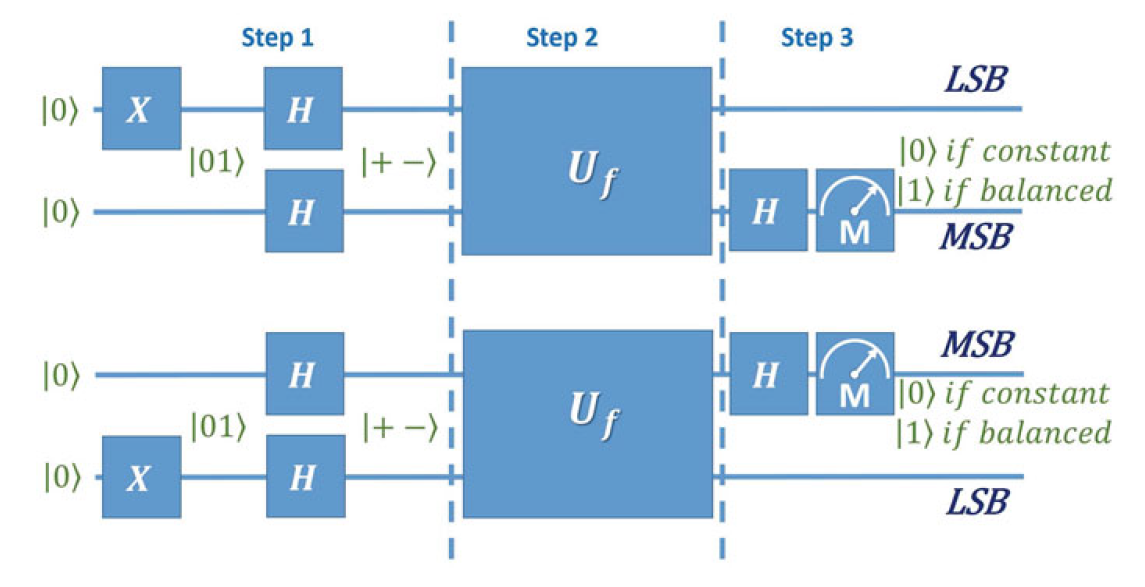 Step 1 Step 2 Step 3
LSB
|0⟩ X H
|01⟩ |+ −⟩ U_f |0⟩ if constant
|1⟩ if balanced
|0⟩ H H M
MSB
MSB
|0⟩ H H M
|01⟩ |+ −⟩ U_f |0⟩ if constant
|1⟩ if balanced
|0⟩ X H
LSB